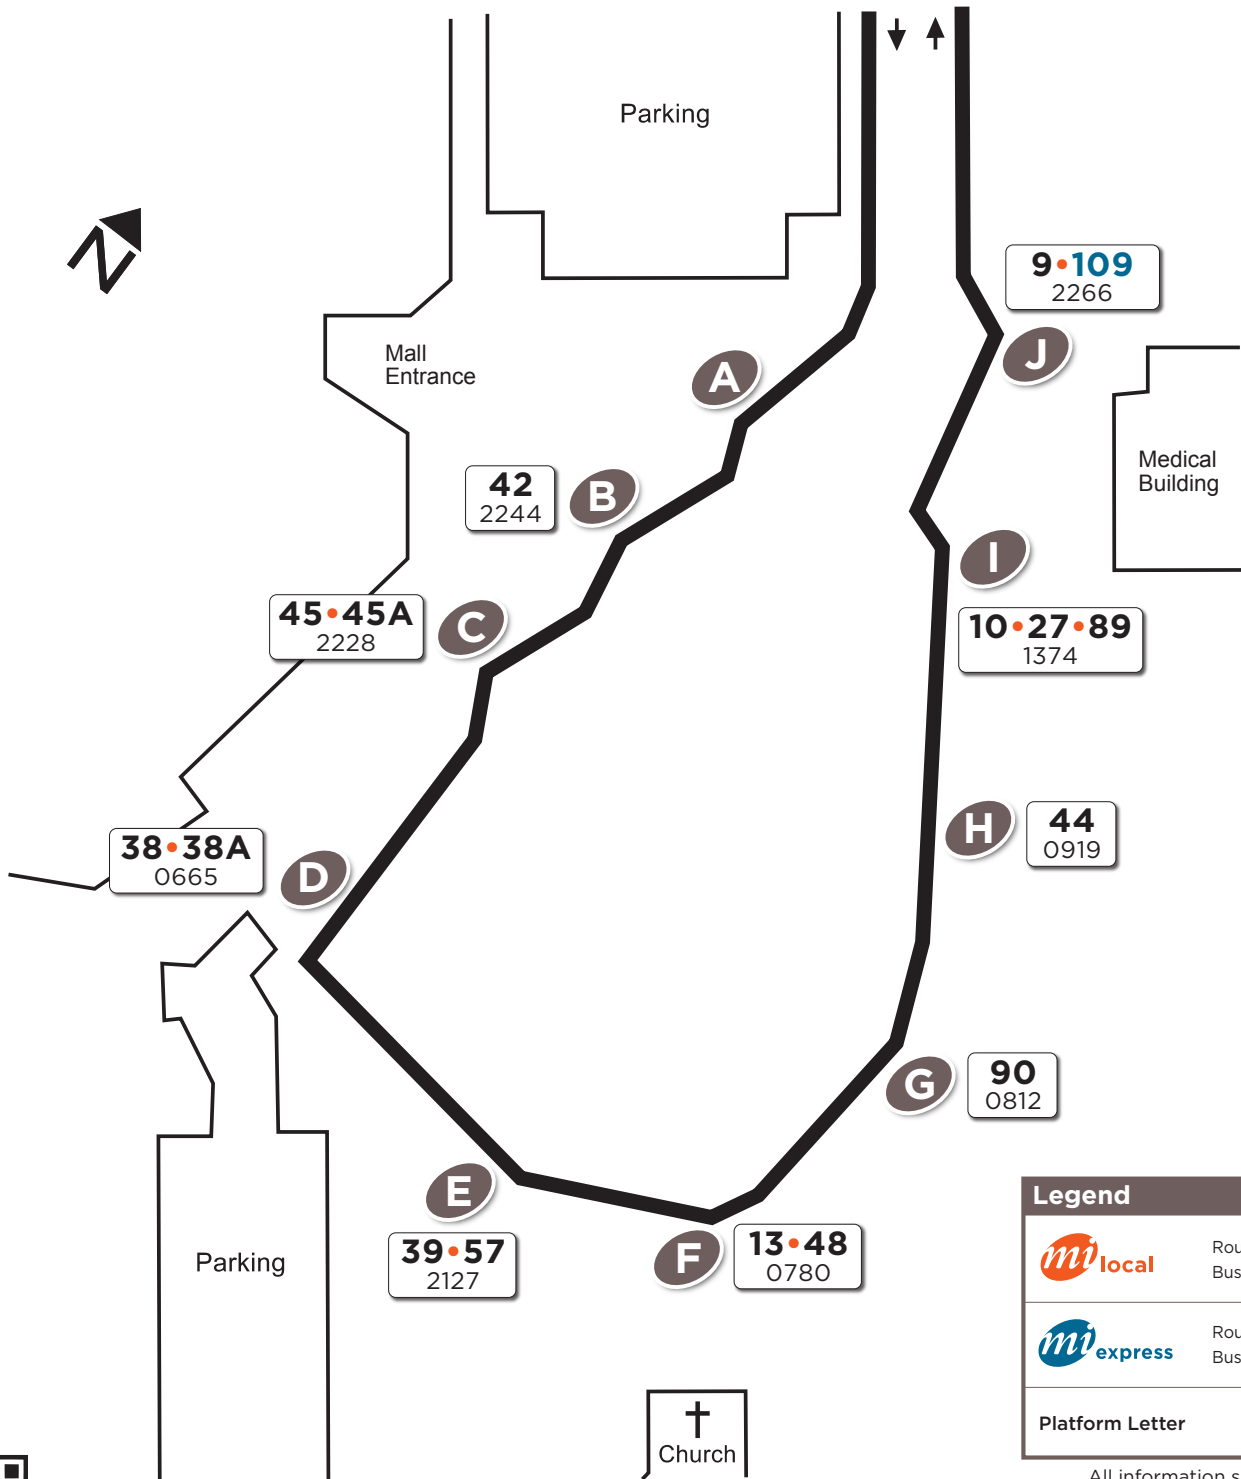 Parking
N
9•109
2266
J
Mall
Entrance
A
Medical
Building
42
2244
B
I
45•45A
2228
C
10•27•89
1374
38•38A
0665
D
H
44
0919
G
90
0812
E
39•57
2127
F
13•48
0780
Parking
Church
Legend
mi local
mi express
Platform Letter
All information